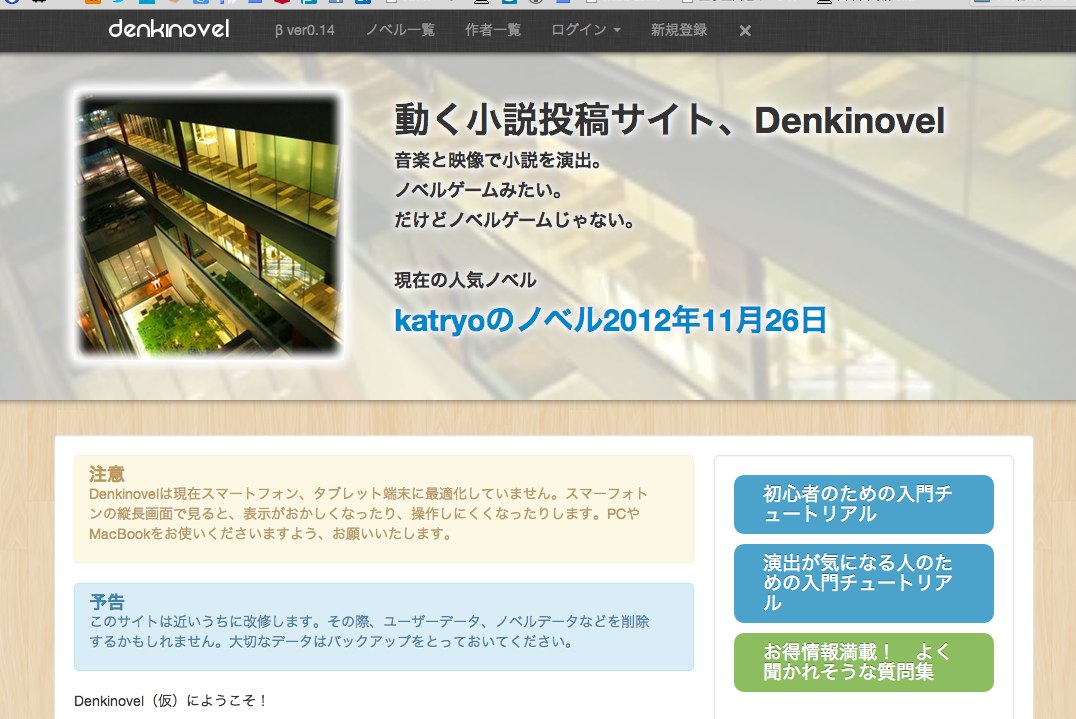 denkinovel β ver0.14 ノベル一覧 作者一覧 ログイン 新規登録 ×
動く小説投稿サイト、Denkinovel
音楽と映像で小説を演出。
ノベルゲームみたい。
だけどノベルゲームじゃない。
現在の人気ノベル
katryoのノベル2012年11月26日
注意
Denkinovelは現在スマートフォン、タブレット端末に最適化していません。スマーフォト
ンの縦長画面で見ると、表示がおかしくなったり、操作しにくくなったりします。PCや
MacBookをお使いくださいますよう、お願いいたします。
予告
このサイトは近いうちに改修します。その際、ユーザーデータ、ノベルデータなどを削除
するかもしれません。大切なデータはバックアップをとっておいてください。
Denkinovel（仮）にようこそ！
初心者のための入門チ
ュートリアル
演出が気になる人のた
めの入門チュートリア
ル
お得情報満載！　よく
聞かれそうな質問集